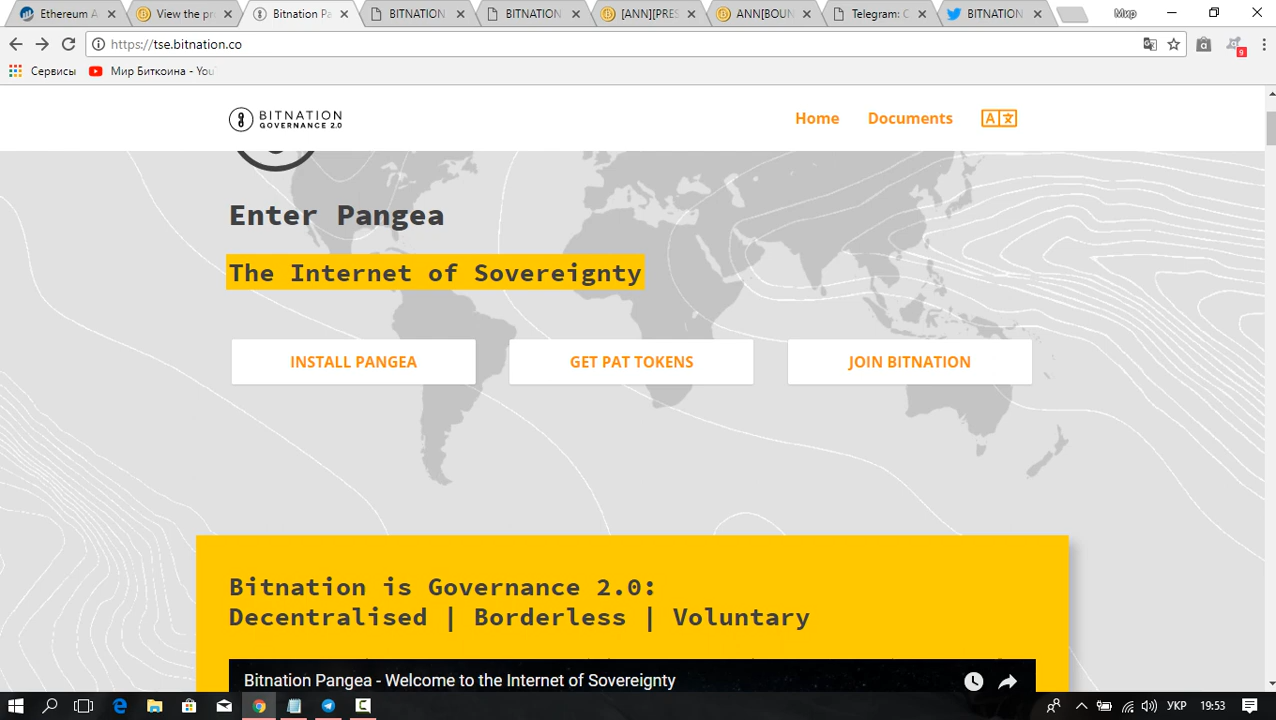 Ethereum A
View the pr
Bitnation Pa
BITNATION
BITNATION
[ANN][PRES
ANN[BOUN
Telegram: C
BITNATION
Мир
https://tse.bitnation.co
9
Сервисы
Мир Биткоина - You
BITNATION
GOVERNANCE 2.0
Home
Documents
A
Enter Pangea
The Internet of Sovereignty
INSTALL PANGEA
GET PAT TOKENS
JOIN BITNATION
Bitnation is Governance 2.0:
Decentralised | Borderless | Voluntary
Bitnation Pangea - Welcome to the Internet of Sovereignty
УКР
19:53